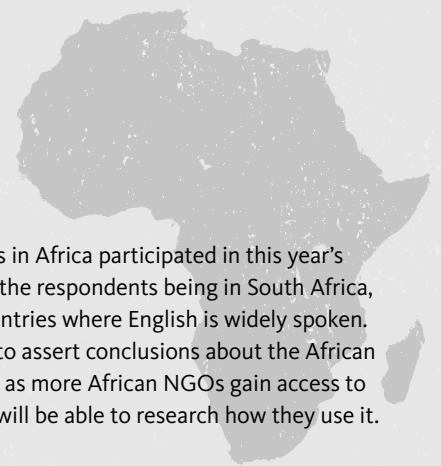 s in Africa participated in this year’s
the respondents being in South Africa,
ntries where English is widely spoken.
to assert conclusions about the African
as more African NGOs gain access to
will be able to research how they use it.